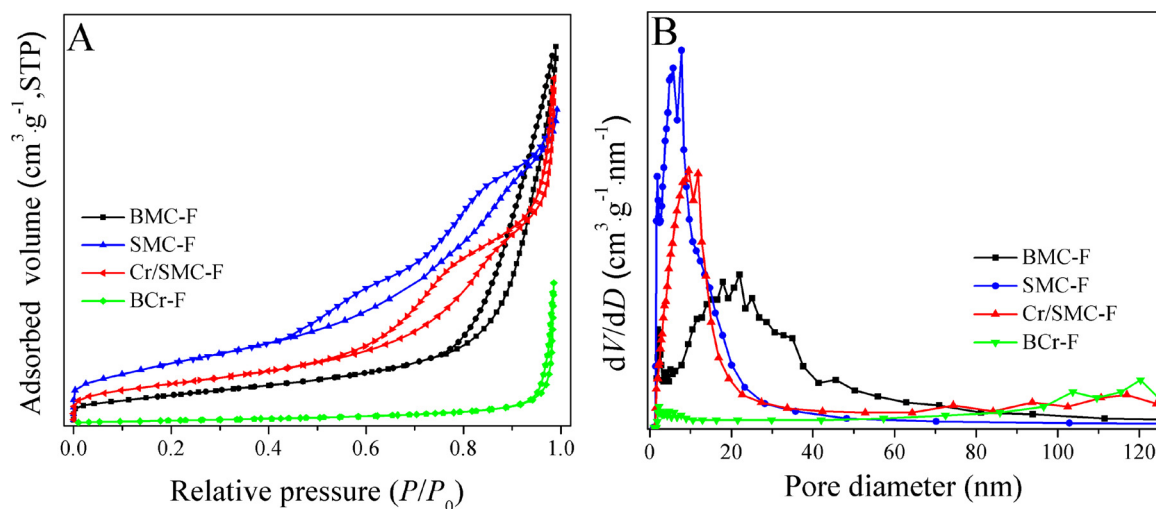 A
Adsorbed volume (cm³·g⁻¹,STP)
BMC-F
SMC-F
Cr/SMC-F
BCr-F
0.0 0.2 0.4 0.6 0.8 1.0
Relative pressure (P/P₀)
B
dV/dD (cm³·g⁻¹·nm⁻¹)
BMC-F
SMC-F
Cr/SMC-F
BCr-F
0 20 40 60 80 100 120
Pore diameter (nm)